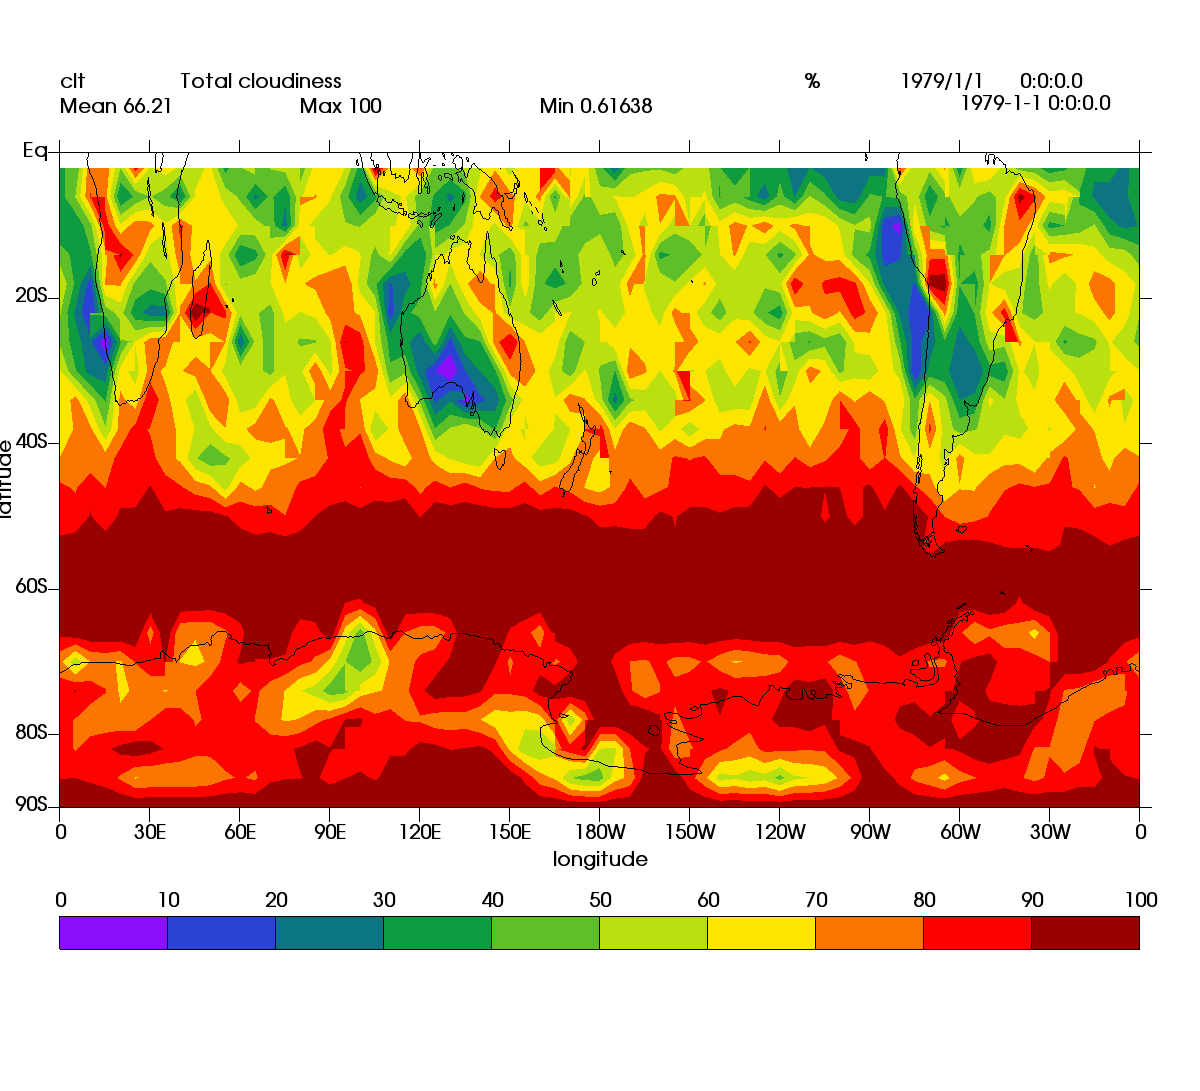 clt Total cloudiness % 1979/1/1 0:0:0.0
Mean 66.21 Max 100 Min 0.61638 1979-1-1 0:0:0.0
Eq
20S
40S
latitude
60S
80S
90S
0 30E 60E 90E 120E 150E 180W 150W 120W 90W 60W 30W 0
longitude
0 10 20 30 40 50 60 70 80 90 100